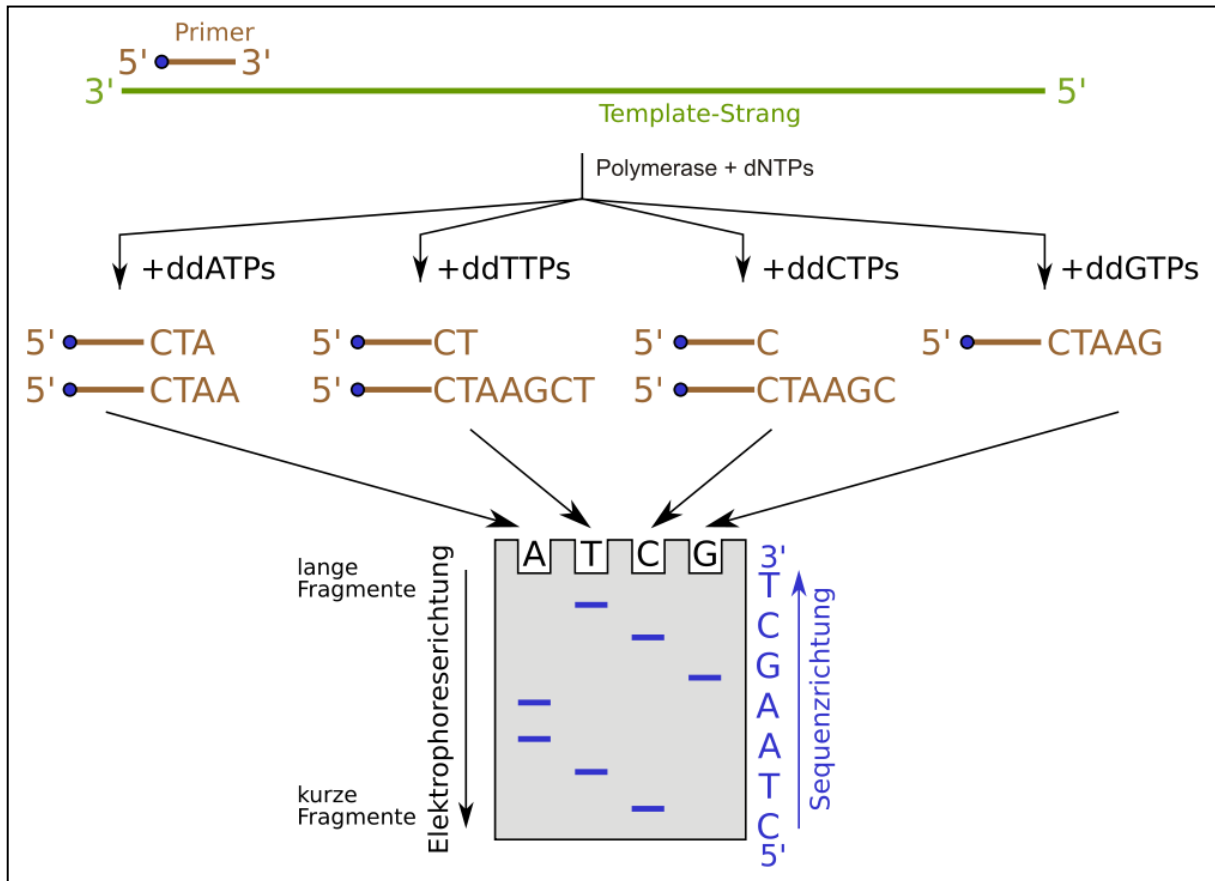 Primer
5' 3'
3' 5'
Template-Strang
Polymerase + dNTPs
+ddATPs +ddTTPs +ddCTPs +ddGTPs
5' CTA 5' CT 5' C 5' CTAAG
5' CTAA 5' CTAAGCT 5' CTAAGC
A T C G
lange
Fragmente
kurze
Fragmente
Elektrophoreserichtung
3'
T
C
G
A
A
T
C
5'
Sequenzrichtung